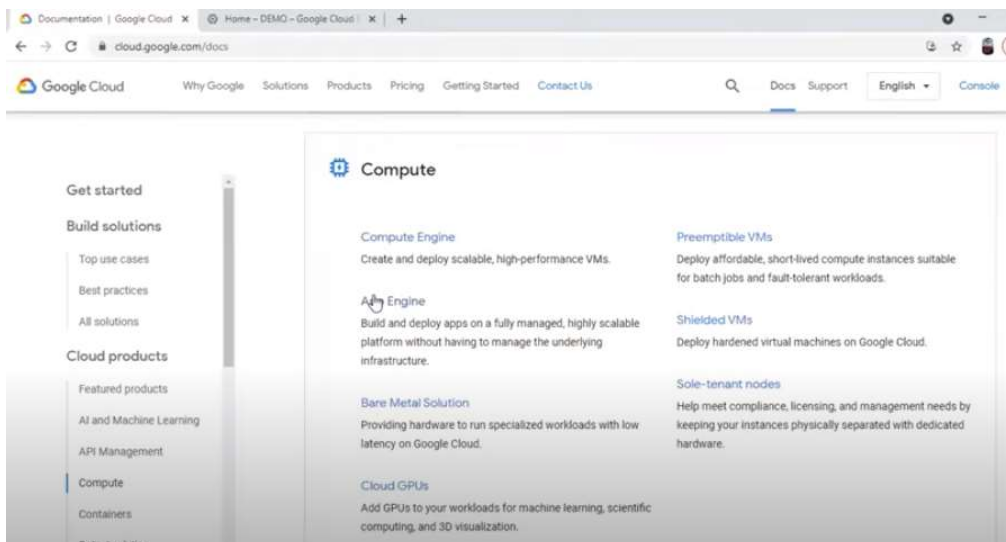 Documentation | Google Cloud
Home – DEMO – Google Cloud
cloud.google.com/docs
Google Cloud
Why Google
Solutions
Products
Pricing
Getting Started
Contact Us
Docs
Support
English
Console
Get started
Build solutions
Top use cases
Best practices
All solutions
Cloud products
Featured products
AI and Machine Learning
API Management
Compute
Containers
Compute
Compute Engine
Create and deploy scalable, high-performance VMs.
App Engine
Build and deploy apps on a fully managed, highly scalable
platform without having to manage the underlying
infrastructure.
Bare Metal Solution
Providing hardware to run specialized workloads with low
latency on Google Cloud.
Cloud GPUs
Add GPUs to your workloads for machine learning, scientific
computing, and 3D visualization.
Preemptible VMs
Deploy affordable, short-lived compute instances suitable
for batch jobs and fault-tolerant workloads.
Shielded VMs
Deploy hardened virtual machines on Google Cloud.
Sole-tenant nodes
Help meet compliance, licensing, and management needs by
keeping your instances physically separated with dedicated
hardware.